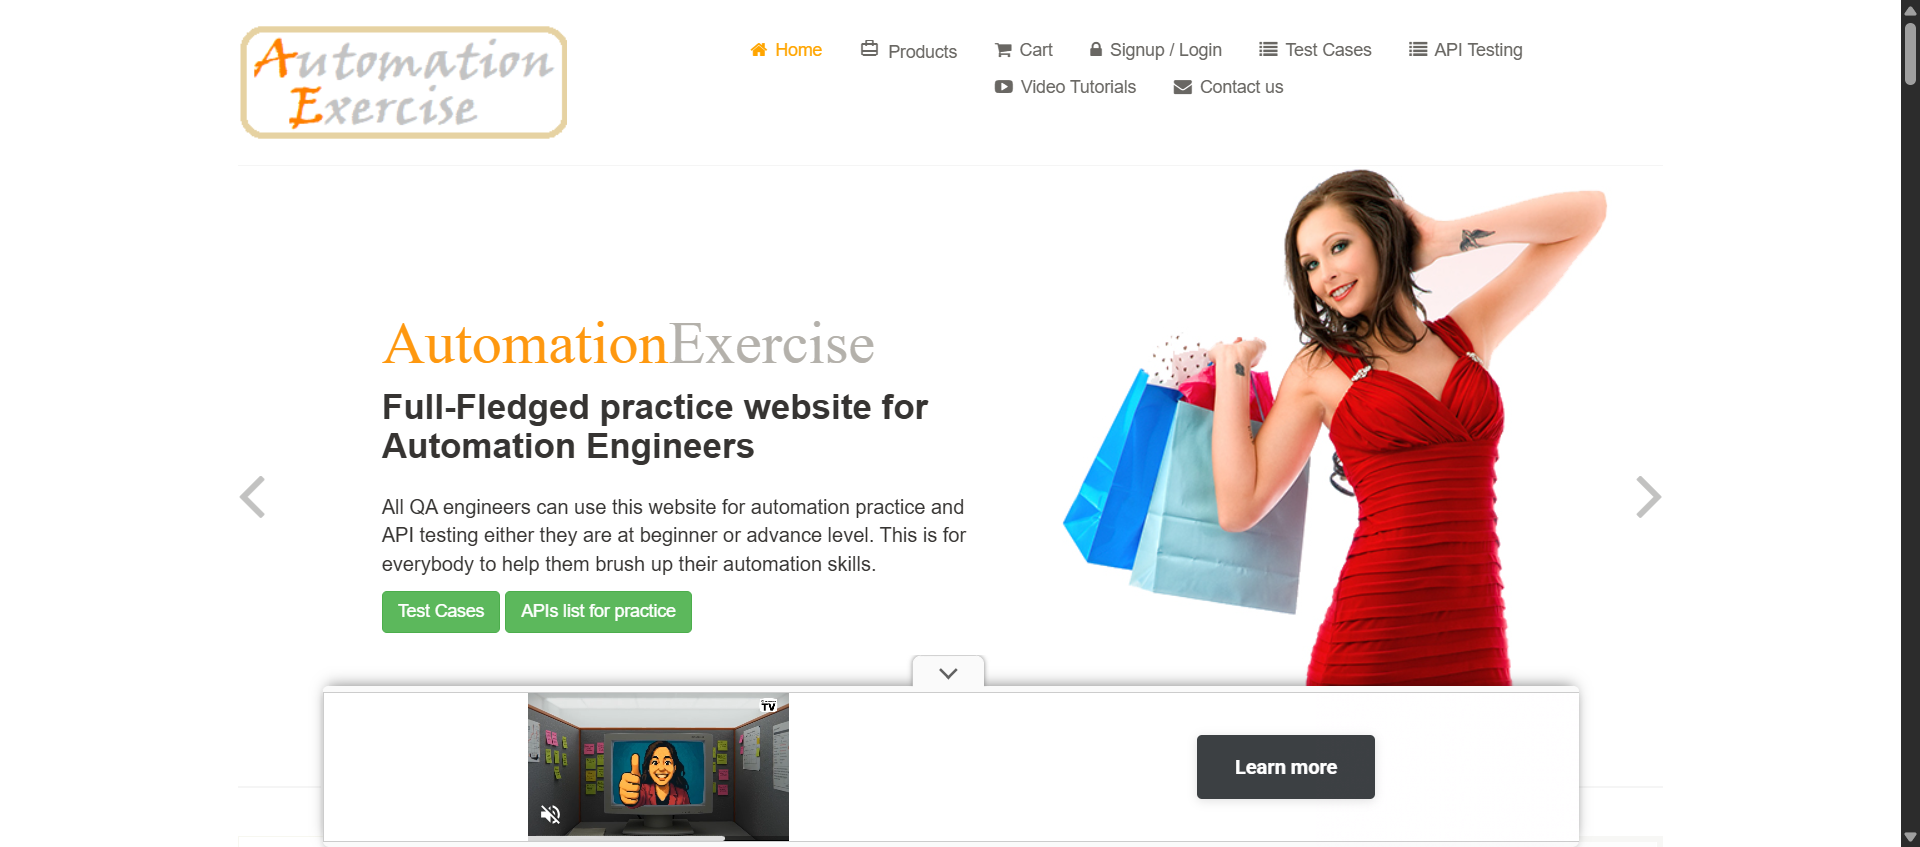 Automation
Exercise
Home
Products
Cart
Signup / Login
Test Cases
API Testing
Video Tutorials
Contact us
AutomationExercise
Full-Fledged practice website for
Automation Engineers
All QA engineers can use this website for automation practice and
API testing either they are at beginner or advance level. This is for
everybody to help them brush up their automation skills.
Test Cases
APIs list for practice
TV
Learn more